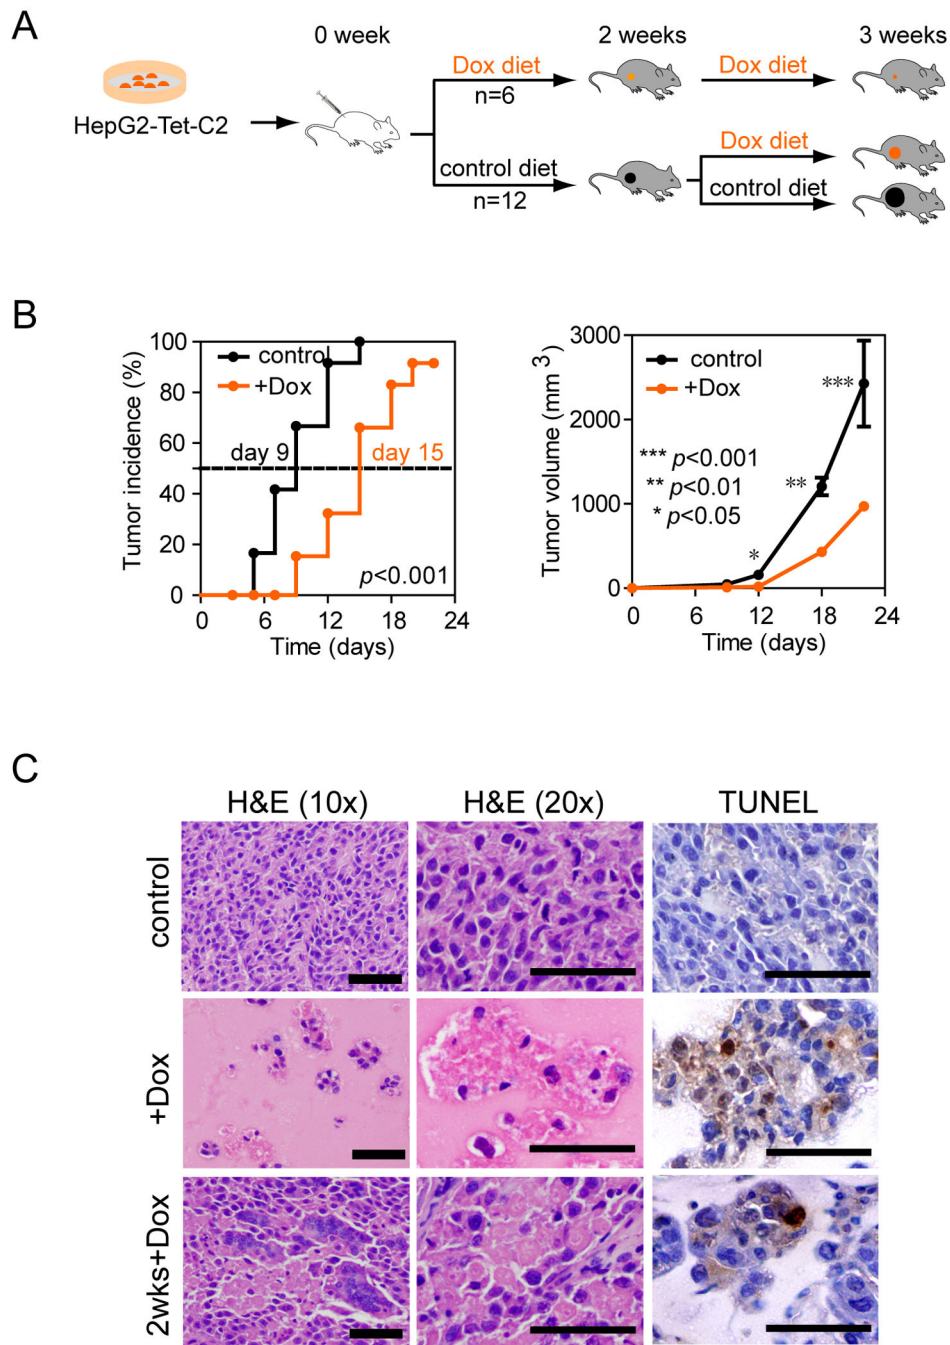 A
0 week
2 weeks
3 weeks
Dox diet
n=6
Dox diet
HepG2-Tet-C2
control diet
n=12
Dox diet
control diet
B
Tumor incidence (%)
100
80
60
40
20
0
control
+Dox
day 9
day 15
p<0.001
0 6 12 18 24
Time (days)
Tumor volume (mm³)
3000
2000
1000
0
control
+Dox
*** p<0.001
** p<0.01
* p<0.05
*
**
***
0 6 12 18 24
Time (days)
C
H&E (10x)
H&E (20x)
TUNEL
control
+Dox
2wks+Dox